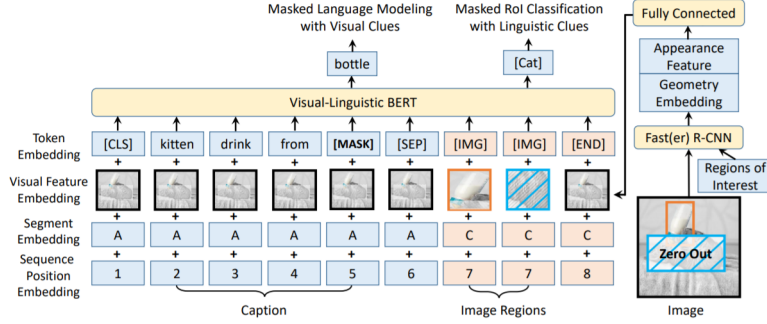 Masked Language Modeling
with Visual Clues
Masked RoI Classification
with Linguistic Clues
Fully Connected
bottle
[Cat]
Appearance
Feature
Geometry
Embedding
Visual-Linguistic BERT
Fast(er) R-CNN
Regions of
Interest
Token
Embedding
[CLS] kitten drink from [MASK] [SEP] [IMG] [IMG] [END]
+ + + + + + + + +
Visual Feature
Embedding
+ + + + + + + + +
Segment
Embedding
A A A A A A C C C
+ + + + + + + + +
Sequence
Position
Embedding
1 2 3 4 5 6 7 7 8
Zero Out
Caption
Image Regions
Image